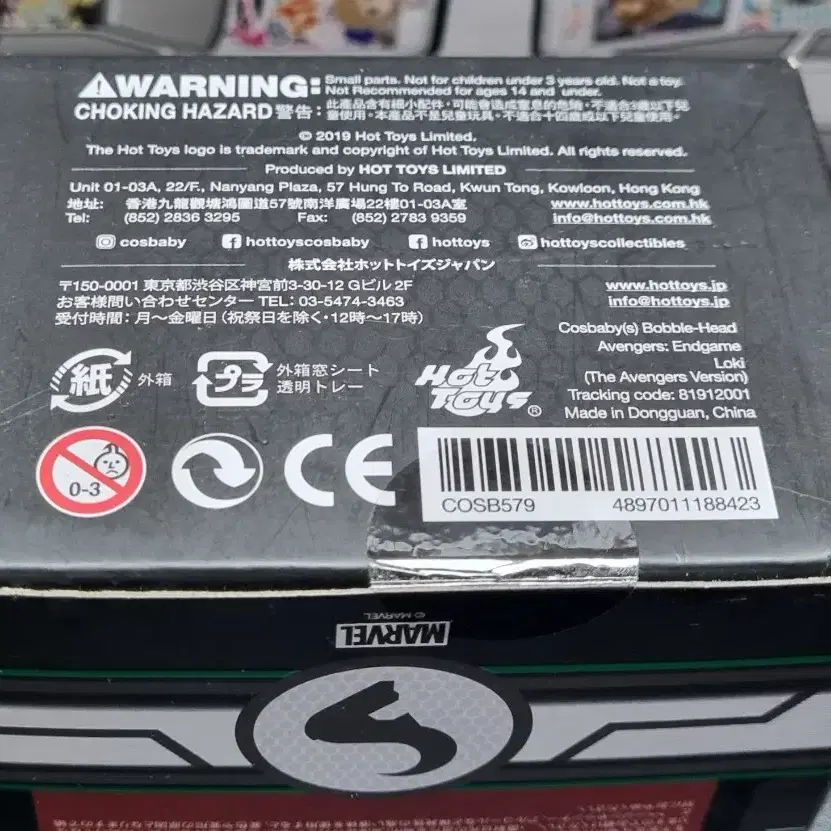 WARNING: Small parts. Not for children under 3 years old. Not a toy.
Not Recommended for ages 14 and under.
CHOKING HAZARD 警告: 此產品含有細小配件,可能會造成窒息的危險,不適合3歲以下兒
童使用。本產品不是兒童玩具,不適合十四歲或以下兒童使用。
© 2019 Hot Toys Limited.
The Hot Toys logo is trademark and copyright of Hot Toys Limited. All rights reserved.
Produced by HOT TOYS LIMITED
Unit 01-03A, 22/F., Nanyang Plaza, 57 Hung To Road, Kwun Tong, Kowloon, Hong Kong
地址: 香港九龍觀塘鴻圖道57號南洋廣場22樓01-03A室 www.hottoys.com.hk
Tel: (852) 2836 3295 Fax: (852) 2783 9359 info@hottoys.com.hk
cosbaby hottoyscosbaby hottoys hottoyscollectibles
株式会社ホットトイズジャパン
〒150-0001 東京都渋谷区神宮前3-30-12 Gビル 2F www.hottoys.jp
お客様問い合わせセンター TEL: 03-5474-3463 info@hottoys.jp
受付時間: 月〜金曜日(祝祭日を除く・12時〜17時)
紙 外箱
プラ 外箱窓シート
透明トレー
Hot Toys®
Cosbaby(s) Bobble-Head
Avengers: Endgame
Loki
(The Avengers Version)
Tracking code: 81912001
Made in Dongguan, China
0-3
CE
COSB579 4897011188423
© MARVEL
MARVEL